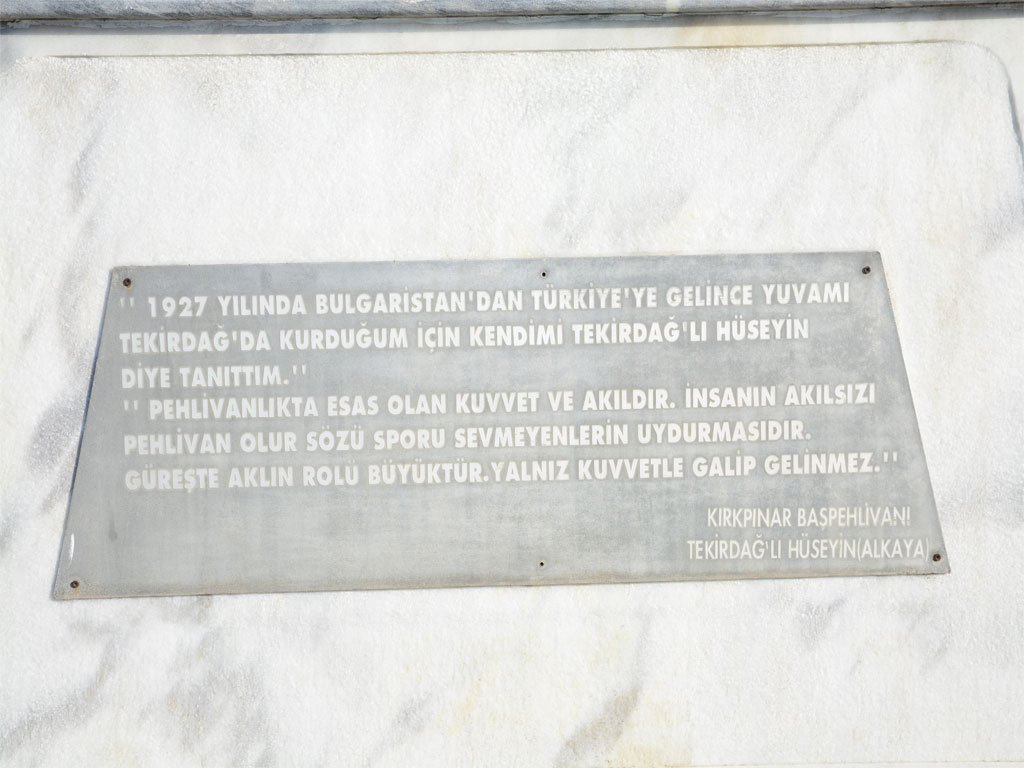 '' 1927 YILINDA BULGARİSTAN'DAN TÜRKİYE'YE GELİNCE YUVAMI
TEKİRDAĞ'DA KURDUĞUM İÇİN KENDİMİ TEKİRDAĞ'LI HÜSEYİN
DİYE TANITTIM.''
'' PEHLİVANLIKTA ESAS OLAN KUVVET VE AKILDIR. İNSANIN AKILSIZI
PEHLİVAN OLUR SÖZÜ SPORU SEVMEYENLERİN UYDURMASIDIR.
GÜREŞTE AKLIN ROLÜ BÜYÜKTÜR.YALNIZ KUVVETLE GALİP GELİNMEZ.''
KIRKPINAR BAŞPEHLİVANI
TEKİRDAĞ'LI HÜSEYİN(ALKAYA)